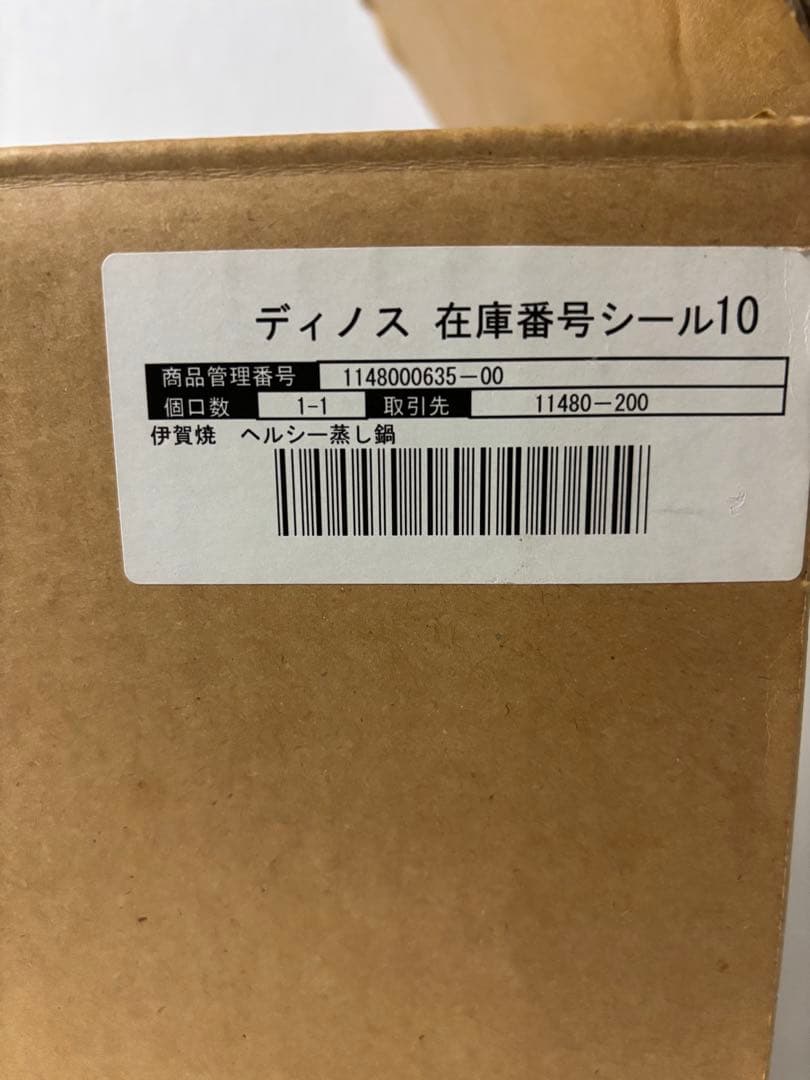 ディノス 在庫番号シール10
商品管理番号 1148000635-00
個口数 1-1 取引先 11480-200
伊賀焼 ヘルシー蒸し鍋